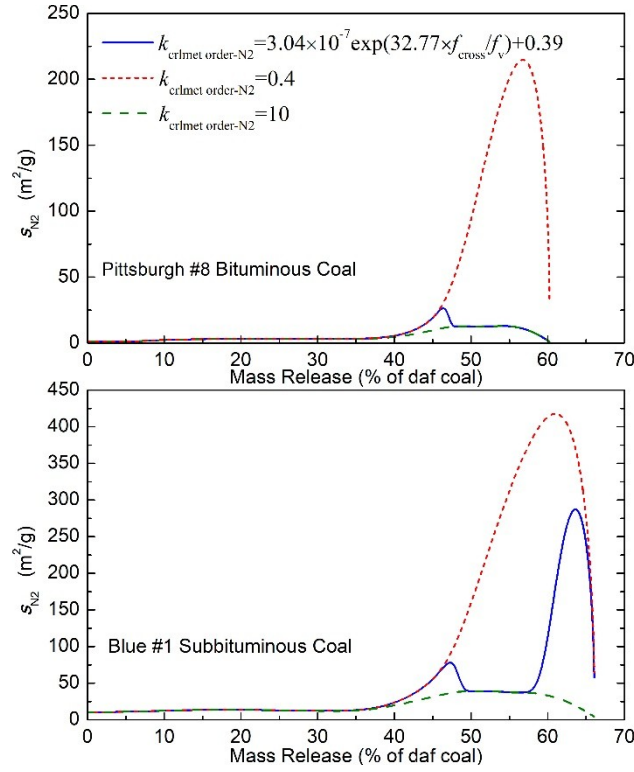 250
200
150
100
50
0
s_N2 (m²/g)
k_crlmet order-N2=3.04×10⁻⁷exp(32.77×f_cross/f_v)+0.39
k_crlmet order-N2=0.4
k_crlmet order-N2=10
Pittsburgh #8 Bituminous Coal
0 10 20 30 40 50 60 70
Mass Release (% of daf coal)
450
400
350
300
250
200
150
100
50
0
s_N2 (m²/g)
Blue #1 Subbituminous Coal
0 10 20 30 40 50 60 70
Mass Release (% of daf coal)